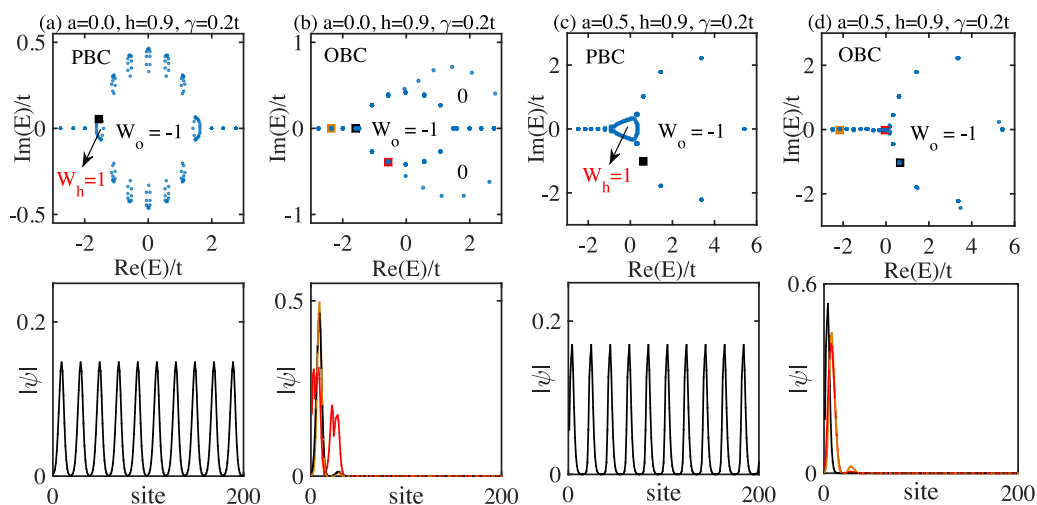 (a) a=0.0, h=0.9, γ=0.2t
(b) a=0.0, h=0.9, γ=0.2t
(c) a=0.5, h=0.9, γ=0.2t
(d) a=0.5, h=0.9, γ=0.2t
Im(E)/t
0.5
0
-0.5
PBC
W_o = -1
W_h=1
-2 0 2
Re(E)/t
Im(E)/t
1
0
-1
OBC
0
W_o = -1
0
-2 0 2
Re(E)/t
Im(E)/t
2
0
-2
PBC
W_o = -1
W_h=1
-2 0 2 4 6
Re(E)/t
Im(E)/t
2
0
-2
OBC
W_o = -1
-2 0 2 4 6
Re(E)/t
|ψ|
0.2
0
0 200
site
|ψ|
0.5
0
0 200
site
|ψ|
0.2
0
0 200
site
|ψ|
0.6
0
0 200
site